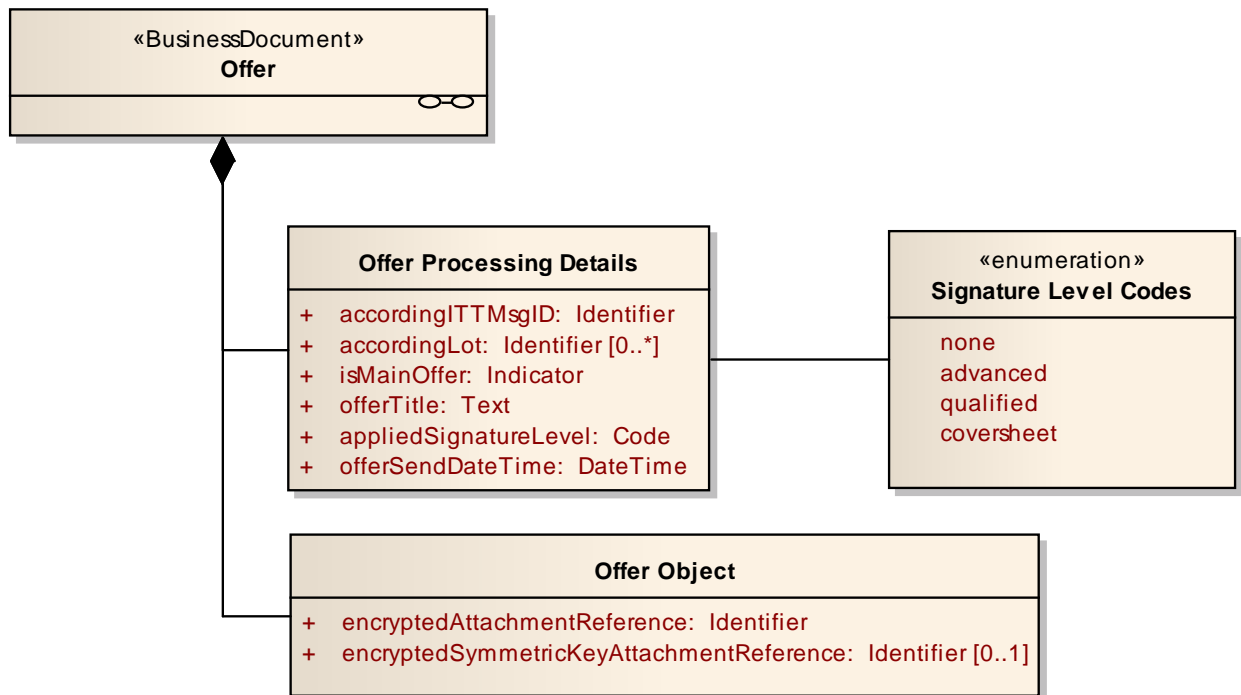 «BusinessDocument»
Offer
Offer Processing Details
+ accordingITTMsgID: Identifier
+ accordingLot: Identifier [0..*]
+ isMainOffer: Indicator
+ offerTitle: Text
+ appliedSignatureLevel: Code
+ offerSendDateTime: DateTime
«enumeration»
Signature Level Codes
none
advanced
qualified
coversheet
Offer Object
+ encryptedAttachmentReference: Identifier
+ encryptedSymmetricKeyAttachmentReference: Identifier [0..1]